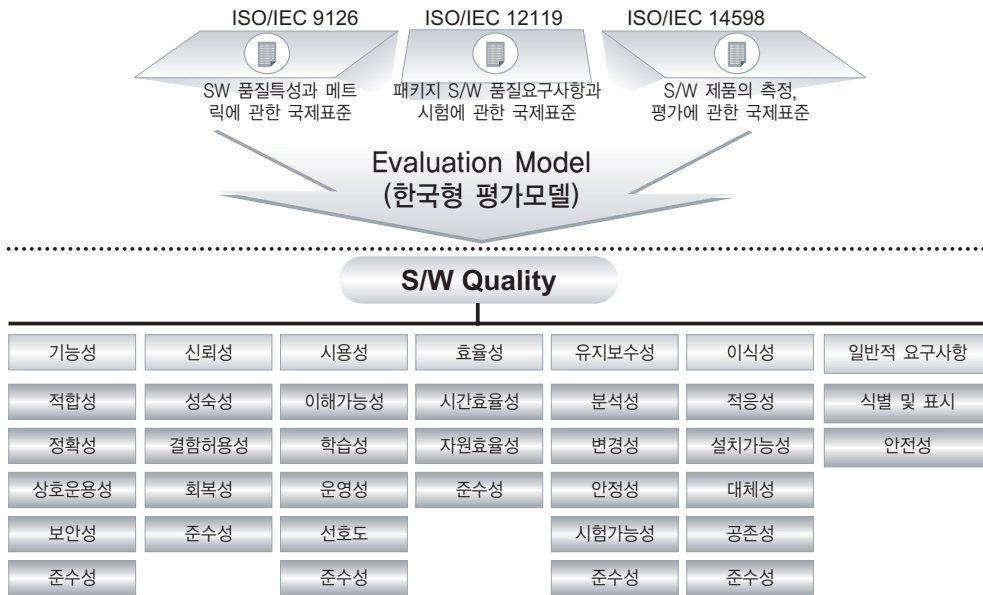 ISO/IEC 9126 ISO/IEC 12119 ISO/IEC 14598
SW 품질특성과 메트
릭에 관한 국제표준
패키지 S/W 품질요구사항과
시험에 관한 국제표준
S/W 제품의 측정,
평가에 관한 국제표준
Evaluation Model
(한국형 평가모델)
S/W Quality
기능성 신뢰성 시용성 효율성 유지보수성 이식성 일반적 요구사항
적합성 성숙성 이해가능성 시간효율성 분석성 적응성 식별 및 표시
정확성 결함허용성 학습성 자원효율성 변경성 설치가능성 안전성
상호운용성 회복성 운영성 준수성 안정성 대체성
보안성 준수성 선호도 시험가능성 공존성
준수성 준수성 준수성 준수성